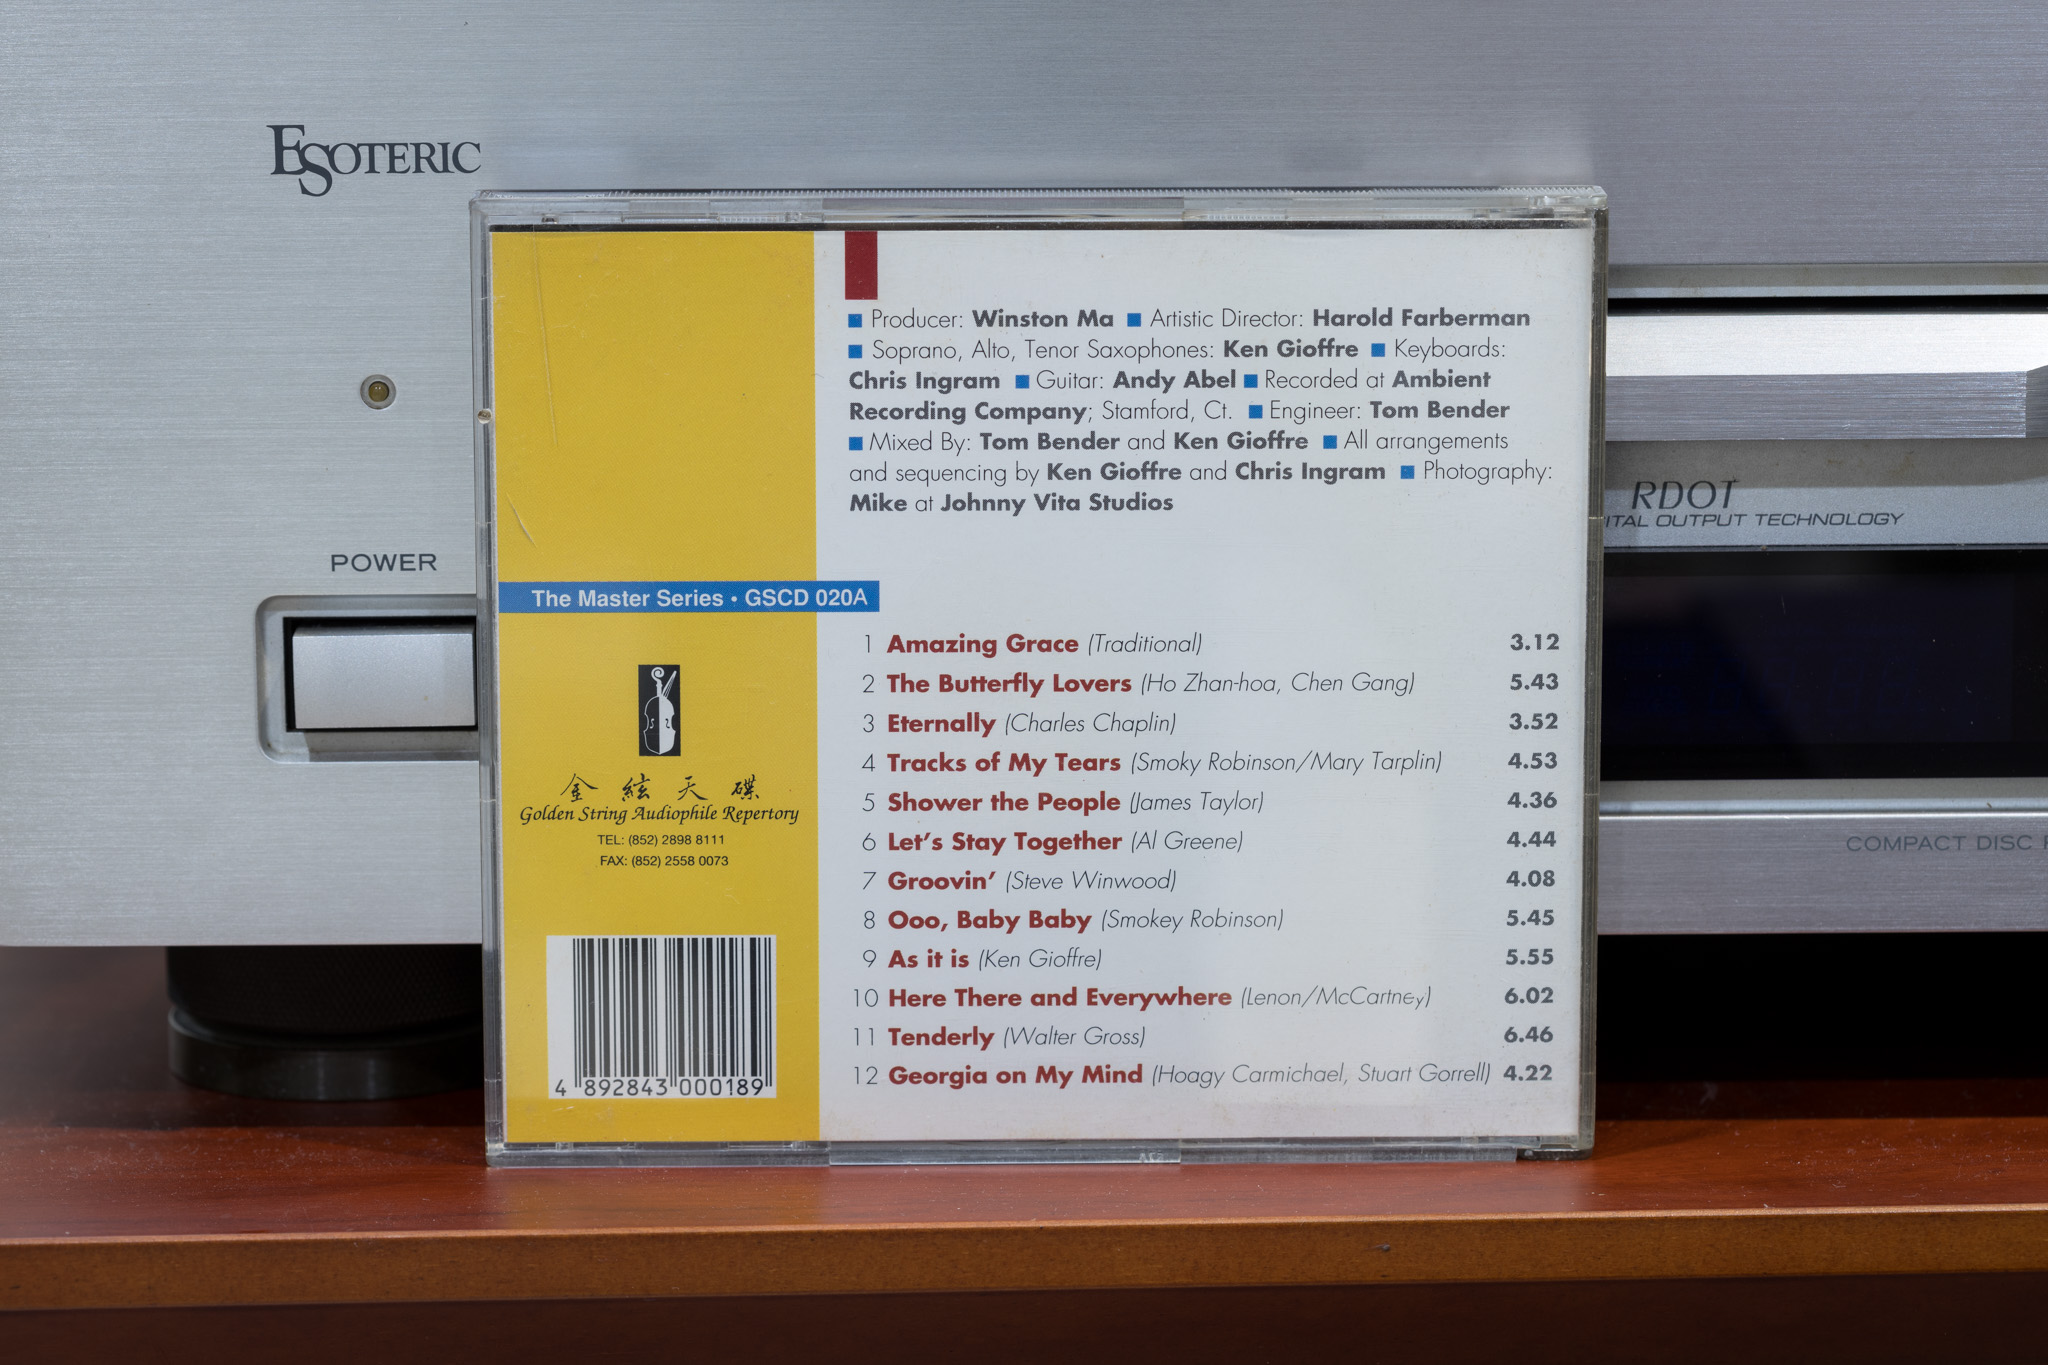 ESOTERIC
POWER
■ Producer: Winston Ma ■ Artistic Director: Harold Farberman
■ Soprano, Alto, Tenor Saxophones: Ken Gioffre ■ Keyboards:
Chris Ingram ■ Guitar: Andy Abel ■ Recorded at Ambient
Recording Company; Stamford, Ct. ■ Engineer: Tom Bender
■ Mixed By: Tom Bender and Ken Gioffre ■ All arrangements
and sequencing by Ken Gioffre and Chris Ingram ■ Photography:
Mike at Johnny Vita Studios
The Master Series • GSCD 020A
金絃天碟
Golden String Audiophile Repertory
TEL: (852) 2898 8111
FAX: (852) 2558 0073
4 892843 000189
1 Amazing Grace (Traditional) 3.12
2 The Butterfly Lovers (Ho Zhan-hoa, Chen Gang) 5.43
3 Eternally (Charles Chaplin) 3.52
4 Tracks of My Tears (Smoky Robinson/Mary Tarplin) 4.53
5 Shower the People (James Taylor) 4.36
6 Let's Stay Together (Al Greene) 4.44
7 Groovin' (Steve Winwood) 4.08
8 Ooo, Baby Baby (Smokey Robinson) 5.45
9 As it is (Ken Gioffre) 5.55
10 Here There and Everywhere (Lenon/McCartney) 6.02
11 Tenderly (Walter Gross) 6.46
12 Georgia on My Mind (Hoagy Carmichael, Stuart Gorrell) 4.22
RDOT
ITAL OUTPUT TECHNOLOGY
COMPACT DISC